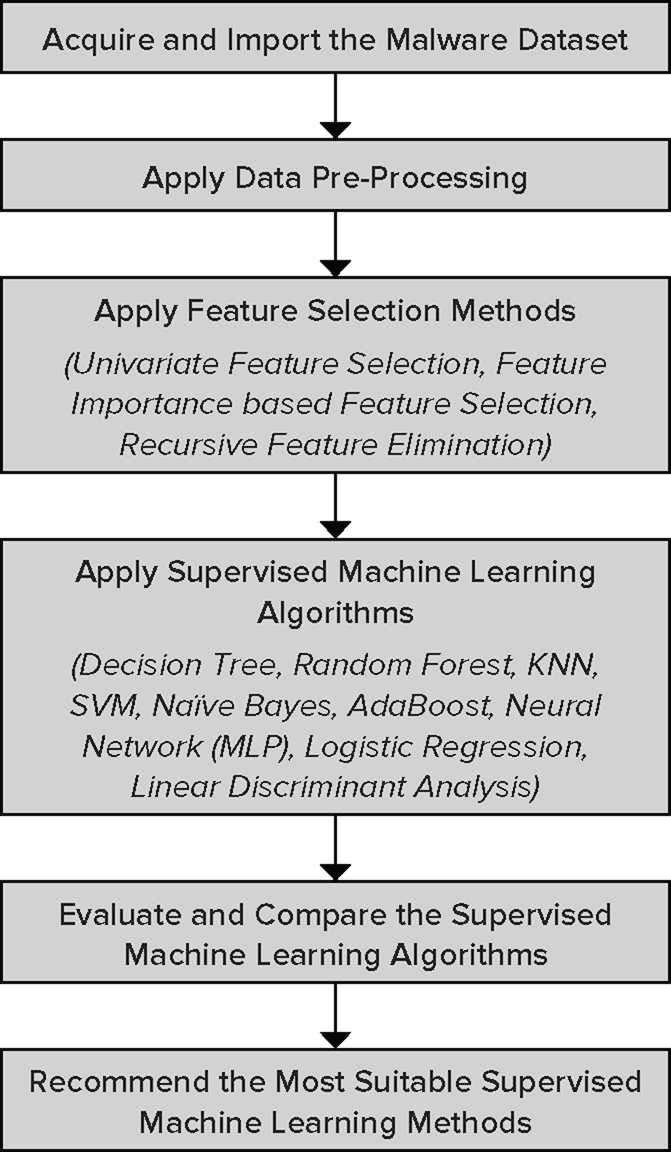 Acquire and Import the Malware Dataset
Apply Data Pre-Processing
Apply Feature Selection Methods
(Univariate Feature Selection, Feature
Importance based Feature Selection,
Recursive Feature Elimination)
Apply Supervised Machine Learning
Algorithms
(Decision Tree, Random Forest, KNN,
SVM, Naïve Bayes, AdaBoost, Neural
Network (MLP), Logistic Regression,
Linear Discriminant Analysis)
Evaluate and Compare the Supervised
Machine Learning Algorithms
Recommend the Most Suitable Supervised
Machine Learning Methods